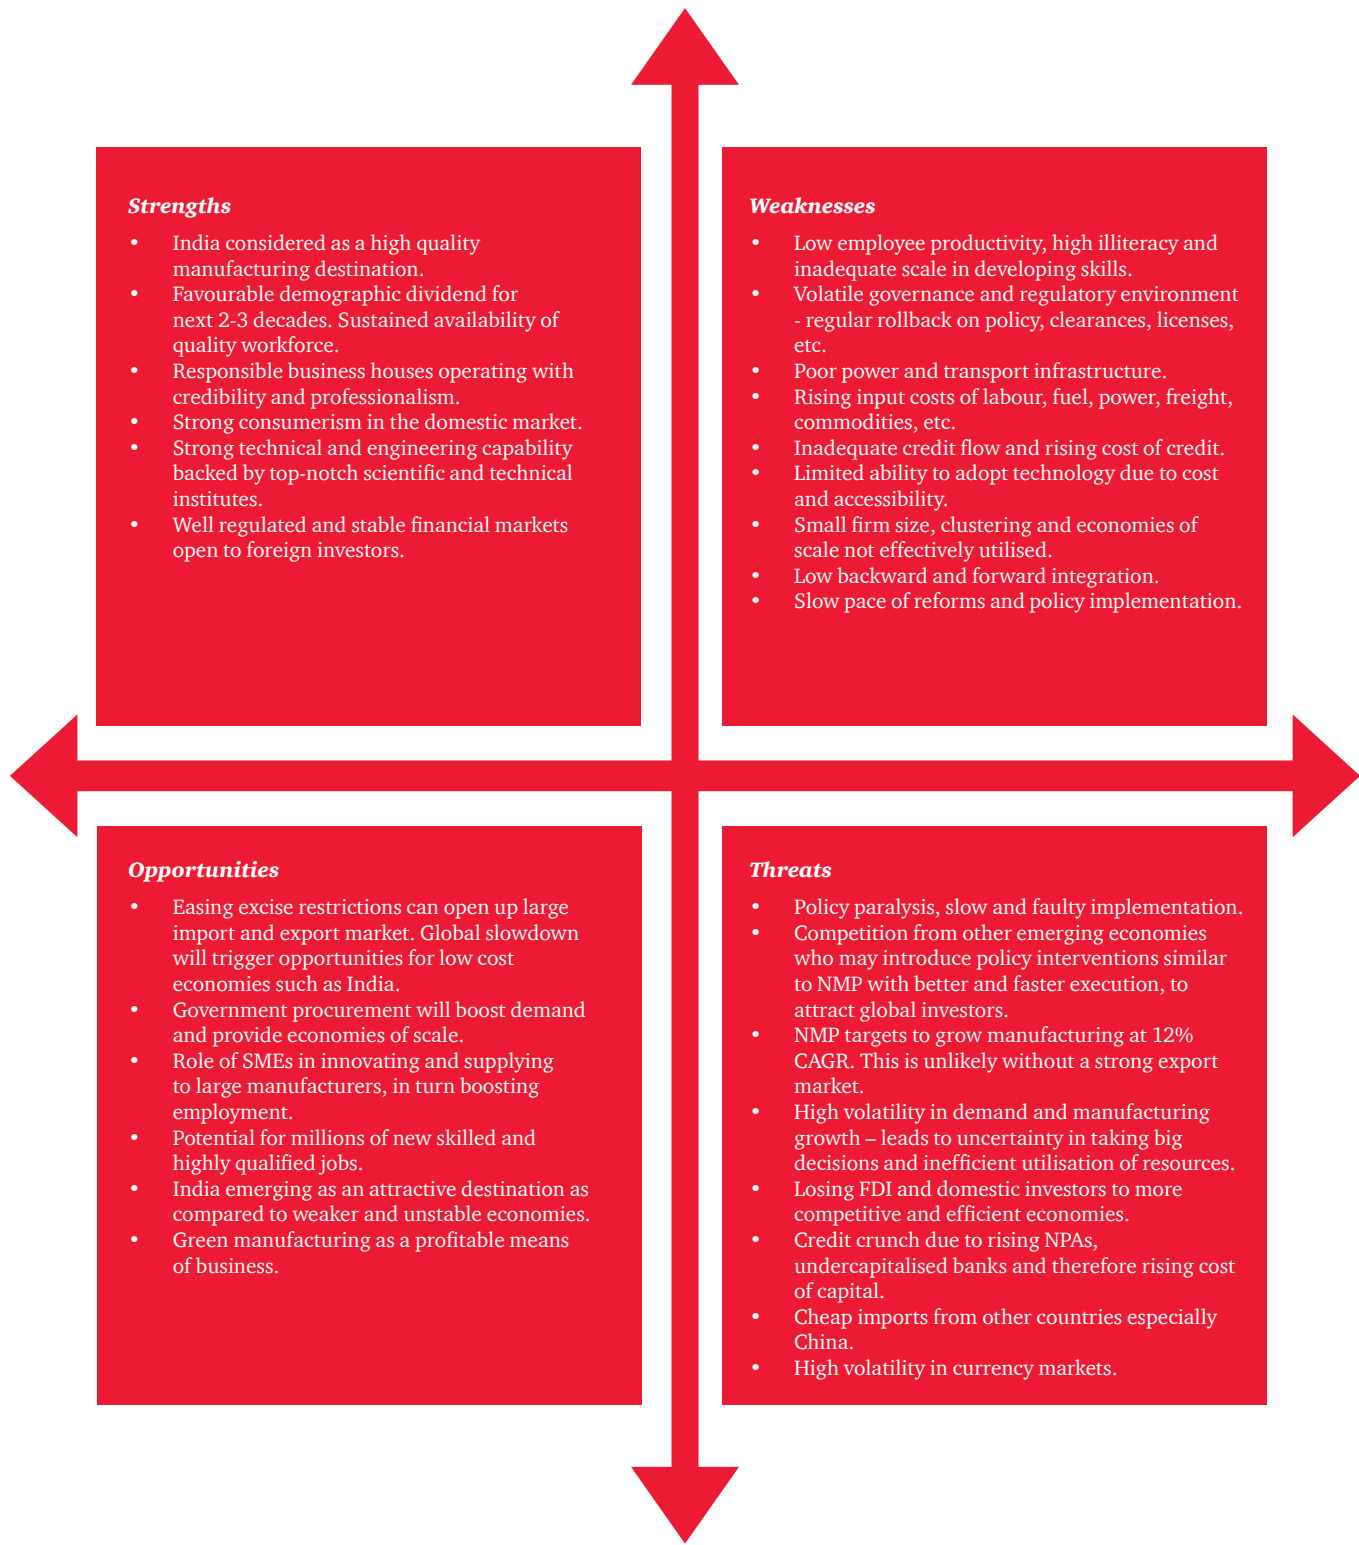 Strengths
• India considered as a high quality
manufacturing destination.
• Favourable demographic dividend for
next 2-3 decades. Sustained availability of
quality workforce.
• Responsible business houses operating with
credibility and professionalism.
• Strong consumerism in the domestic market.
• Strong technical and engineering capability
backed by top-notch scientific and technical
institutes.
• Well regulated and stable financial markets
open to foreign investors.
Weaknesses
• Low employee productivity, high illiteracy and
inadequate scale in developing skills.
• Volatile governance and regulatory environment
- regular rollback on policy, clearances, licenses,
etc.
• Poor power and transport infrastructure.
• Rising input costs of labour, fuel, power, freight,
commodities, etc.
• Inadequate credit flow and rising cost of credit.
• Limited ability to adopt technology due to cost
and accessibility.
• Small firm size, clustering and economies of
scale not effectively utilised.
• Low backward and forward integration.
• Slow pace of reforms and policy implementation.
Opportunities
• Easing excise restrictions can open up large
import and export market. Global slowdown
will trigger opportunities for low cost
economies such as India.
• Government procurement will boost demand
and provide economies of scale.
• Role of SMEs in innovating and supplying
to large manufacturers, in turn boosting
employment.
• Potential for millions of new skilled and
highly qualified jobs.
• India emerging as an attractive destination as
compared to weaker and unstable economies.
• Green manufacturing as a profitable means
of business.
Threats
• Policy paralysis, slow and faulty implementation.
• Competition from other emerging economies
who may introduce policy interventions similar
to NMP with better and faster execution, to
attract global investors.
• NMP targets to grow manufacturing at 12%
CAGR. This is unlikely without a strong export
market.
• High volatility in demand and manufacturing
growth – leads to uncertainty in taking big
decisions and inefficient utilisation of resources.
• Losing FDI and domestic investors to more
competitive and efficient economies.
• Credit crunch due to rising NPAs,
undercapitalised banks and therefore rising cost
of capital.
• Cheap imports from other countries especially
China.
• High volatility in currency markets.